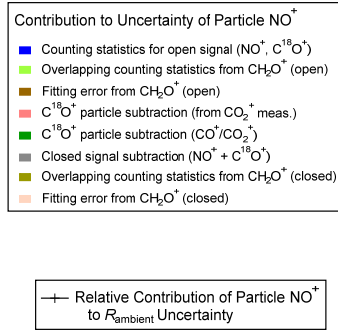 Contribution to Uncertainty of Particle NO⁺
Counting statistics for open signal (NO⁺, C¹⁸O⁺)
Overlapping counting statistics from CH₂O⁺ (open)
Fitting error from CH₂O⁺ (open)
C¹⁸O⁺ particle subtraction (from CO₂⁺ meas.)
C¹⁸O⁺ particle subtraction (CO⁺/CO₂⁺)
Closed signal subtraction (NO⁺ + C¹⁸O⁺)
Overlapping counting statistics from CH₂O⁺ (closed)
Fitting error from CH₂O⁺ (closed)
Relative Contribution of Particle NO⁺
to R_ambient Uncertainty